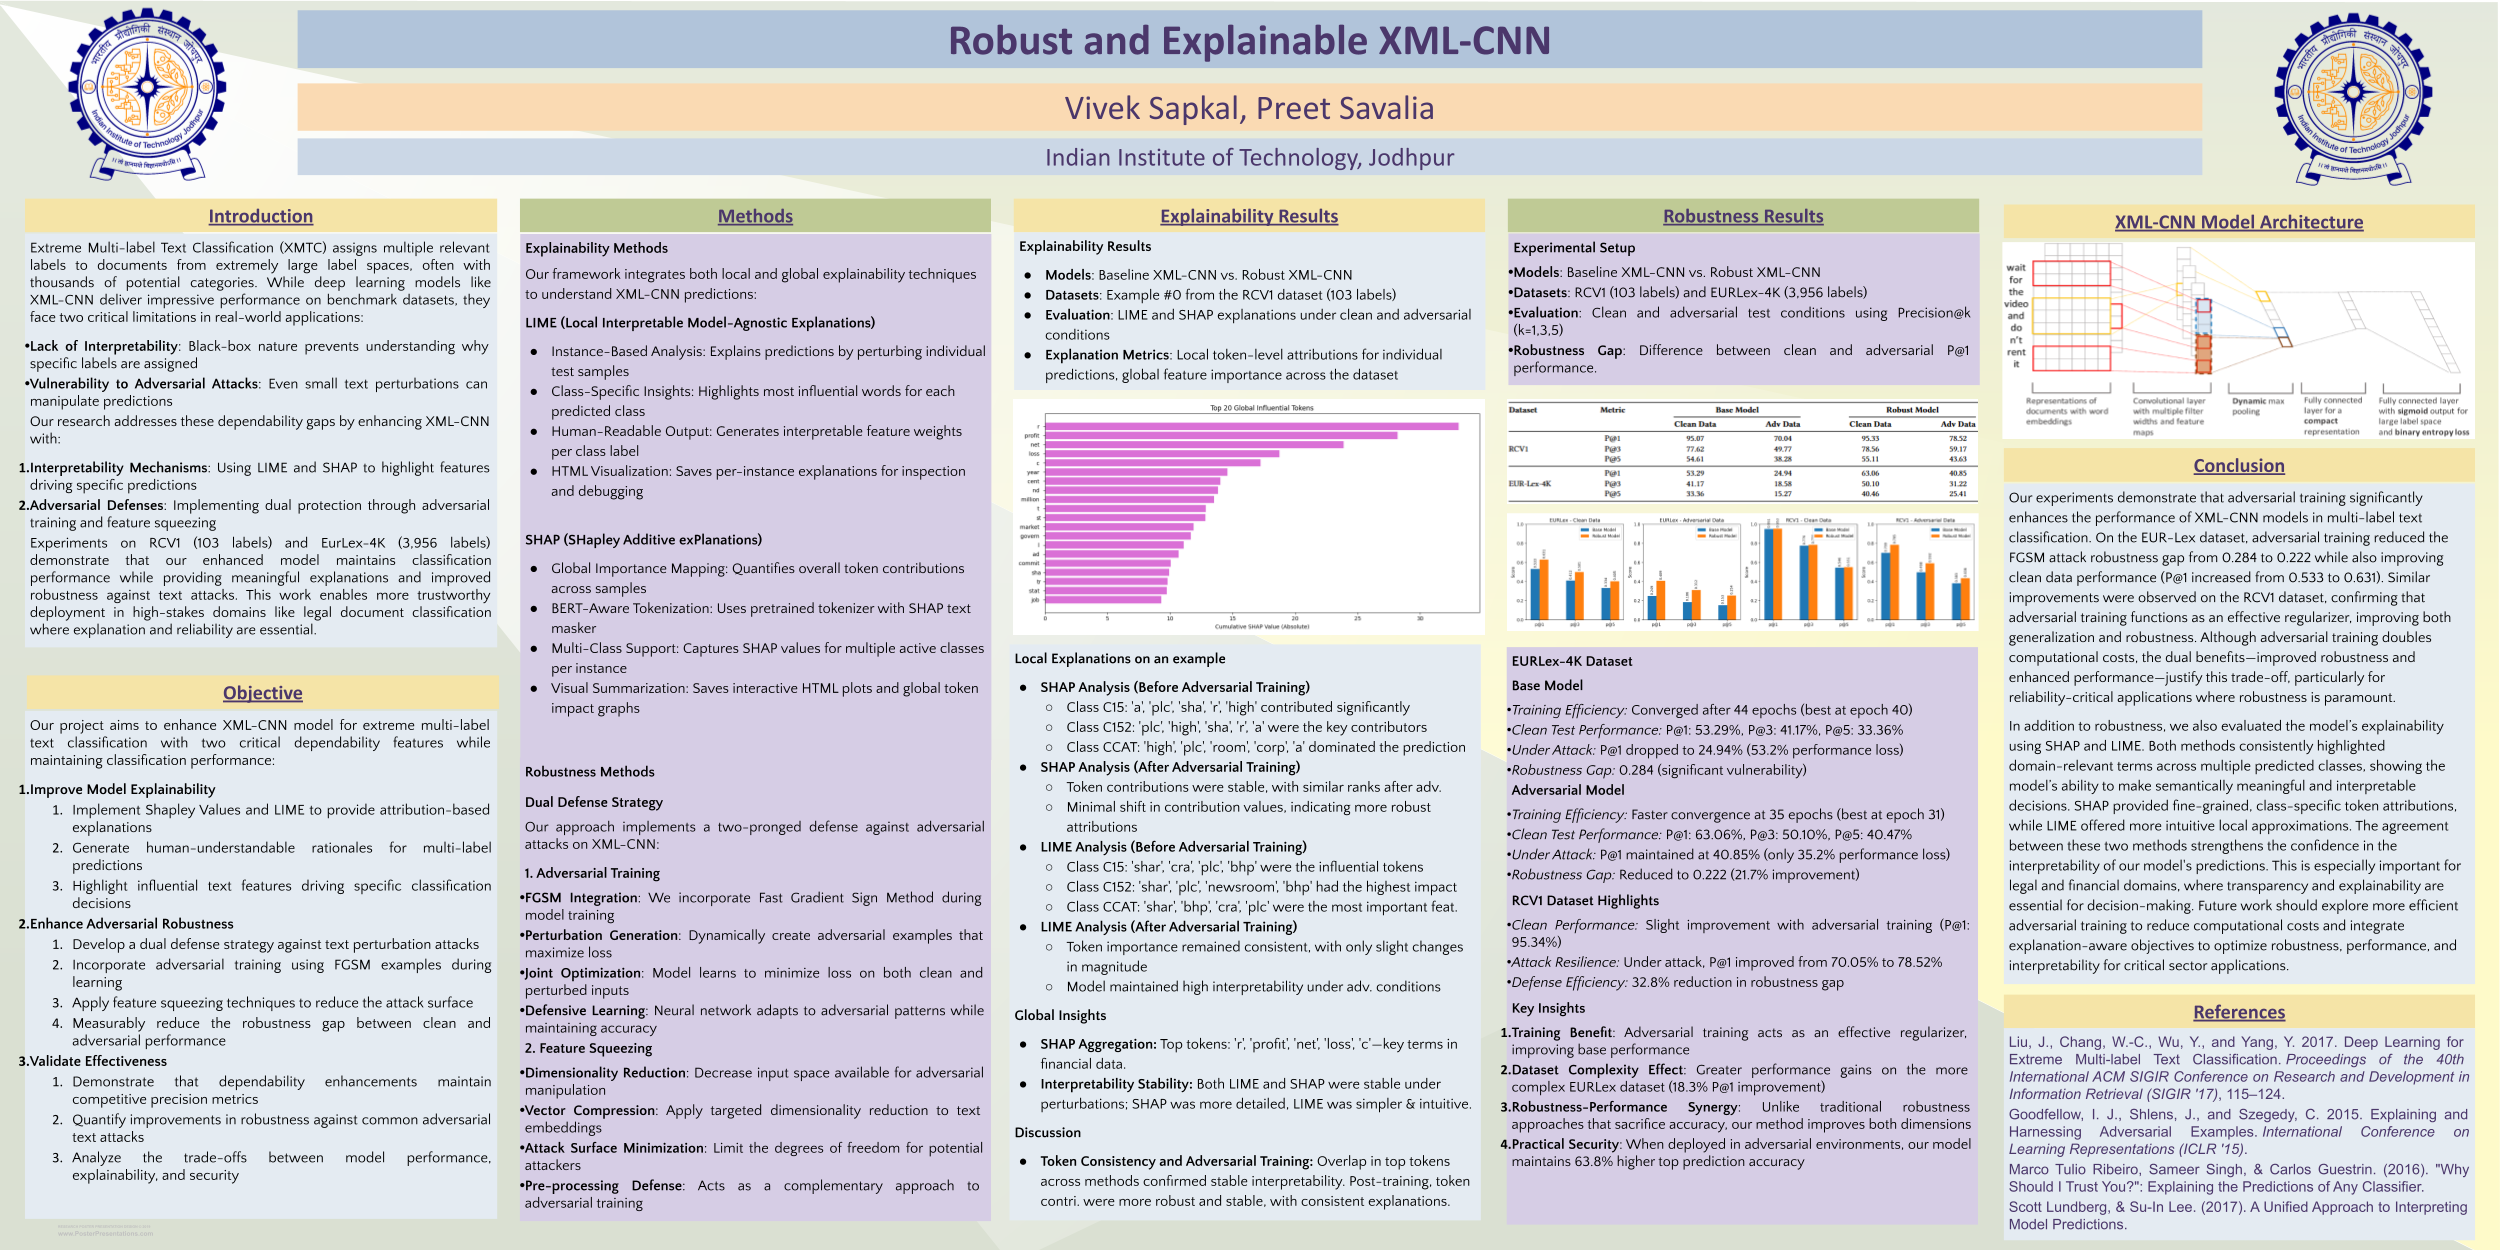 Robust and Explainable XML-CNN
Vivek Sapkal, Preet Savalia
Indian Institute of Technology, Jodhpur
भारतीय प्रौद्योगिकी संस्थान जोधपुर
Indian Institute of Technology Jodhpur
भारतीय प्रौद्योगिकी संस्थान जोधपुर
Indian Institute of Technology Jodhpur
Introduction
Extreme Multi-label Text Classification (XMTC) assigns multiple relevant
labels to documents from extremely large label spaces, often with
thousands of potential categories. While deep learning models like
XML-CNN deliver impressive performance on benchmark datasets, they
face two critical limitations in real-world applications:
•Lack of Interpretability: Black-box nature prevents understanding why
specific labels are assigned
•Vulnerability to Adversarial Attacks: Even small text perturbations can
manipulate predictions
Our research addresses these dependability gaps by enhancing XML-CNN
with:
1.Interpretability Mechanisms: Using LIME and SHAP to highlight features
driving specific predictions
2.Adversarial Defenses: Implementing dual protection through adversarial
training and feature squeezing
Experiments on RCV1 (103 labels) and EurLex-4K (3,956 labels)
demonstrate that our enhanced model maintains classification
performance while providing meaningful explanations and improved
robustness against text attacks. This work enables more trustworthy
deployment in high-stakes domains like legal document classification
where explanation and reliability are essential.
Objective
Our project aims to enhance XML-CNN model for extreme multi-label
text classification with two critical dependability features while
maintaining classification performance:
1.Improve Model Explainability
1. Implement Shapley Values and LIME to provide attribution-based
explanations
2. Generate human-understandable rationales for multi-label
predictions
3. Highlight influential text features driving specific classification
decisions
2.Enhance Adversarial Robustness
1. Develop a dual defense strategy against text perturbation attacks
2. Incorporate adversarial training using FGSM examples during
learning
3. Apply feature squeezing techniques to reduce the attack surface
4. Measurably reduce the robustness gap between clean and
adversarial performance
3.Validate Effectiveness
1. Demonstrate that dependability enhancements maintain
competitive precision metrics
2. Quantify improvements in robustness against common adversarial
text attacks
3. Analyze the trade-offs between model performance,
explainability, and security
www.PosterPresentations.com
Methods
Explainability Methods
Our framework integrates both local and global explainability techniques
to understand XML-CNN predictions:
LIME (Local Interpretable Model-Agnostic Explanations)
● Instance-Based Analysis: Explains predictions by perturbing individual
test samples
● Class-Specific Insights: Highlights most influential words for each
predicted class
● Human-Readable Output: Generates interpretable feature weights
per class label
● HTML Visualization: Saves per-instance explanations for inspection
and debugging
SHAP (SHapley Additive exPlanations)
● Global Importance Mapping: Quantifies overall token contributions
across samples
● BERT-Aware Tokenization: Uses pretrained tokenizer with SHAP text
masker
● Multi-Class Support: Captures SHAP values for multiple active classes
per instance
● Visual Summarization: Saves interactive HTML plots and global token
impact graphs
Robustness Methods
Dual Defense Strategy
Our approach implements a two-pronged defense against adversarial
attacks on XML-CNN:
1. Adversarial Training
•FGSM Integration: We incorporate Fast Gradient Sign Method during
model training
•Perturbation Generation: Dynamically create adversarial examples that
maximize loss
•Joint Optimization: Model learns to minimize loss on both clean and
perturbed inputs
•Defensive Learning: Neural network adapts to adversarial patterns while
maintaining accuracy
2. Feature Squeezing
•Dimensionality Reduction: Decrease input space available for adversarial
manipulation
•Vector Compression: Apply targeted dimensionality reduction to text
embeddings
•Attack Surface Minimization: Limit the degrees of freedom for potential
attackers
•Pre-processing Defense: Acts as a complementary approach to
adversarial training
Explainability Results
Explainability Results
● Models: Baseline XML-CNN vs. Robust XML-CNN
● Datasets: Example #0 from the RCV1 dataset (103 labels)
● Evaluation: LIME and SHAP explanations under clean and adversarial
conditions
● Explanation Metrics: Local token-level attributions for individual
predictions, global feature importance across the dataset
Top 20 Global Influential Tokens
r
profit
net
loss
c
year
cent
nd
million
t
st
market
govern
l
ad
commit
sha
tr
stat
job
0 5 10 15 20 25 30
Cumulative SHAP Value (Absolute)
Local Explanations on an example
● SHAP Analysis (Before Adversarial Training)
○ Class C15: 'a', 'plc', 'sha', 'r', 'high' contributed significantly
○ Class C152: 'plc', 'high', 'sha', 'r', 'a' were the key contributors
○ Class CCAT: 'high', 'plc', 'room', 'corp', 'a' dominated the prediction
● SHAP Analysis (After Adversarial Training)
○ Token contributions were stable, with similar ranks after adv.
○ Minimal shift in contribution values, indicating more robust
attributions
● LIME Analysis (Before Adversarial Training)
○ Class C15: 'shar', 'cra', 'plc', 'bhp' were the influential tokens
○ Class C152: 'shar', 'plc', 'newsroom', 'bhp' had the highest impact
○ Class CCAT: 'shar', 'bhp', 'cra', 'plc' were the most important feat.
● LIME Analysis (After Adversarial Training)
○ Token importance remained consistent, with only slight changes
in magnitude
○ Model maintained high interpretability under adv. conditions
Global Insights
● SHAP Aggregation: Top tokens: 'r', 'profit', 'net', 'loss', 'c'—key terms in
financial data.
● Interpretability Stability: Both LIME and SHAP were stable under
perturbations; SHAP was more detailed, LIME was simpler & intuitive.
Discussion
● Token Consistency and Adversarial Training: Overlap in top tokens
across methods confirmed stable interpretability. Post-training, token
contri. were more robust and stable, with consistent explanations.
Robustness Results
Experimental Setup
•Models: Baseline XML-CNN vs. Robust XML-CNN
•Datasets: RCV1 (103 labels) and EURLex-4K (3,956 labels)
•Evaluation: Clean and adversarial test conditions using Precision@k
(k=1,3,5)
•Robustness Gap: Difference between clean and adversarial P@1
performance.
Dataset Metric Base Model Robust Model
Clean Data Adv Data Clean Data Adv Data
P@1 95.07 70.04 95.33 78.52
RCV1 P@3 77.62 49.77 78.56 59.17
P@5 54.61 38.28 55.11 43.63
P@1 53.29 24.94 63.06 40.85
EUR-Lex-4K P@3 41.17 18.58 50.10 31.22
P@5 33.36 15.27 40.46 25.41
EURLex - Clean Data
EURLex - Adversarial Data
RCV1 - Clean Data
RCV1 - Adversarial Data
Base Model
Robust Model
Score
p@1 p@3 p@5
EURLex-4K Dataset
Base Model
•Training Efficiency: Converged after 44 epochs (best at epoch 40)
•Clean Test Performance: P@1: 53.29%, P@3: 41.17%, P@5: 33.36%
•Under Attack: P@1 dropped to 24.94% (53.2% performance loss)
•Robustness Gap: 0.284 (significant vulnerability)
Adversarial Model
•Training Efficiency: Faster convergence at 35 epochs (best at epoch 31)
•Clean Test Performance: P@1: 63.06%, P@3: 50.10%, P@5: 40.47%
•Under Attack: P@1 maintained at 40.85% (only 35.2% performance loss)
•Robustness Gap: Reduced to 0.222 (21.7% improvement)
RCV1 Dataset Highlights
•Clean Performance: Slight improvement with adversarial training (P@1:
95.34%)
•Attack Resilience: Under attack, P@1 improved from 70.05% to 78.52%
•Defense Efficiency: 32.8% reduction in robustness gap
Key Insights
1.Training Benefit: Adversarial training acts as an effective regularizer,
improving base performance
2.Dataset Complexity Effect: Greater performance gains on the more
complex EURLex dataset (18.3% P@1 improvement)
3.Robustness-Performance Synergy: Unlike traditional robustness
approaches that sacrifice accuracy, our method improves both dimensions
4.Practical Security: When deployed in adversarial environments, our model
maintains 63.8% higher top prediction accuracy
XML-CNN Model Architecture
wait
for
the
video
and
do
n't
rent
it
Representations of
documents with word
embeddings
Convolutional layer
with multiple filter
widths and feature
maps
Dynamic max
pooling
Fully connected
layer for a
compact
representation
Fully connected layer
with sigmoid output for
large label space
and binary entropy loss
Conclusion
Our experiments demonstrate that adversarial training significantly
enhances the performance of XML-CNN models in multi-label text
classification. On the EUR-Lex dataset, adversarial training reduced the
FGSM attack robustness gap from 0.284 to 0.222 while also improving
clean data performance (P@1 increased from 0.533 to 0.631). Similar
improvements were observed on the RCV1 dataset, confirming that
adversarial training functions as an effective regularizer, improving both
generalization and robustness. Although adversarial training doubles
computational costs, the dual benefits—improved robustness and
enhanced performance—justify this trade-off, particularly for
reliability-critical applications where robustness is paramount.
In addition to robustness, we also evaluated the model's explainability
using SHAP and LIME. Both methods consistently highlighted
domain-relevant terms across multiple predicted classes, showing the
model's ability to make semantically meaningful and interpretable
decisions. SHAP provided fine-grained, class-specific token attributions,
while LIME offered more intuitive local approximations. The agreement
between these two methods strengthens the confidence in the
interpretability of our model's predictions. This is especially important for
legal and financial domains, where transparency and explainability are
essential for decision-making. Future work should explore more efficient
adversarial training to reduce computational costs and integrate
explanation-aware objectives to optimize robustness, performance, and
interpretability for critical sector applications.
References
Liu, J., Chang, W.-C., Wu, Y., and Yang, Y. 2017. Deep Learning for
Extreme Multi-label Text Classification. Proceedings of the 40th
International ACM SIGIR Conference on Research and Development in
Information Retrieval (SIGIR '17), 115–124.
Goodfellow, I. J., Shlens, J., and Szegedy, C. 2015. Explaining and
Harnessing Adversarial Examples. International Conference on
Learning Representations (ICLR '15).
Marco Tulio Ribeiro, Sameer Singh, & Carlos Guestrin. (2016). "Why
Should I Trust You?": Explaining the Predictions of Any Classifier.
Scott Lundberg, & Su-In Lee. (2017). A Unified Approach to Interpreting
Model Predictions.